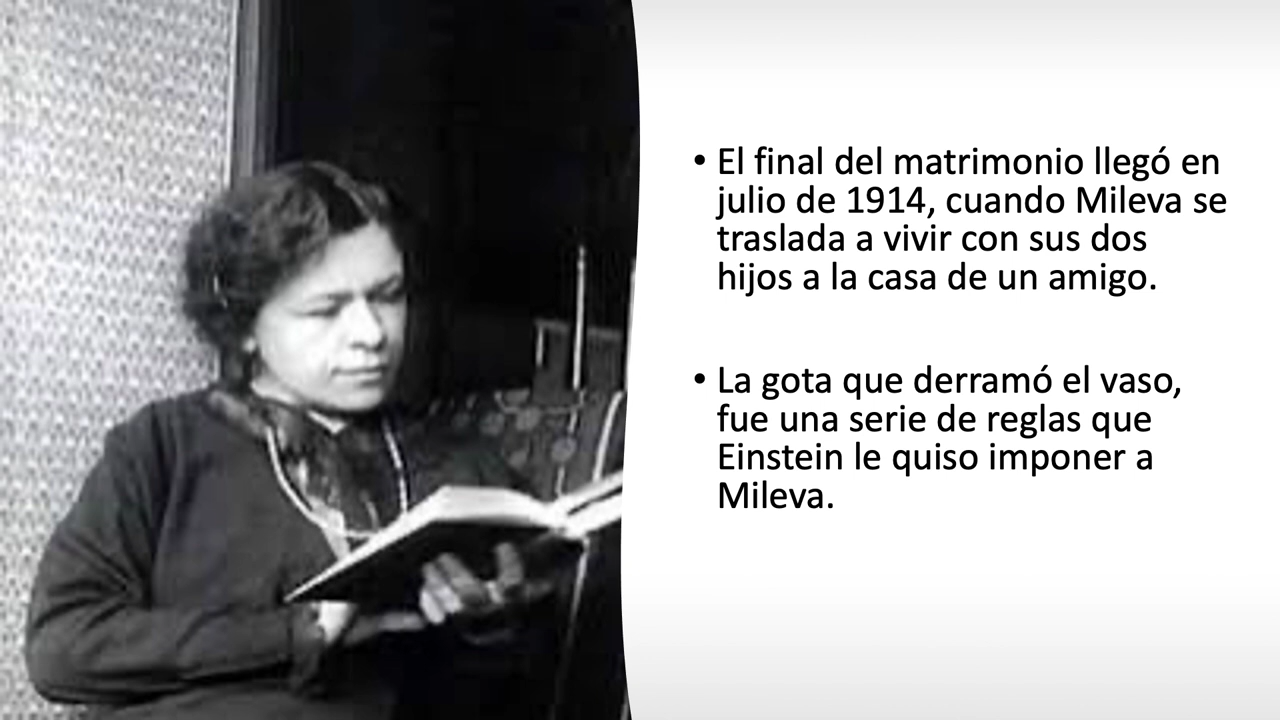 • El final del matrimonio llegó en
julio de 1914, cuando Mileva se
traslada a vivir con sus dos
hijos a la casa de un amigo.
• La gota que derramó el vaso,
fue una serie de reglas que
Einstein le quiso imponer a
Mileva.